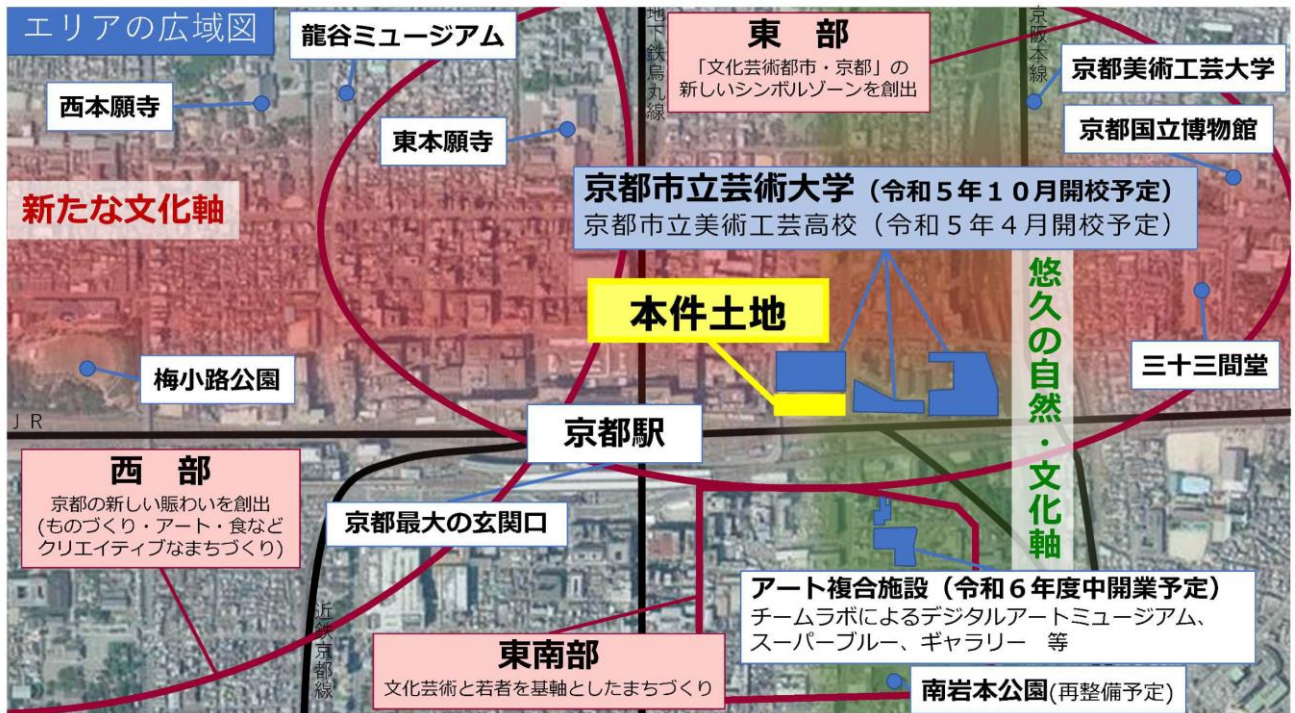 エリアの広域図
龍谷ミュージアム
西本願寺
東本願寺
地下鉄烏丸線
東 部
「文化芸術都市・京都」の
新しいシンボルゾーンを創出
京阪本線
京都美術工芸大学
京都国立博物館
新たな文化軸
京都市立芸術大学（令和５年１０月開校予定）
京都市立美術工芸高校（令和５年４月開校予定）
本件土地
悠久の自然・文化軸
梅小路公園
三十三間堂
ＪＲ
京都駅
西 部
京都の新しい賑わいを創出
(ものづくり・アート・食など
クリエイティブなまちづくり)
京都最大の玄関口
近鉄京都線
東南部
文化芸術と若者を基軸としたまちづくり
アート複合施設（令和６年度中開業予定）
チームラボによるデジタルアートミュージアム、
スーパーブルー、ギャラリー 等
南岩本公園(再整備予定)